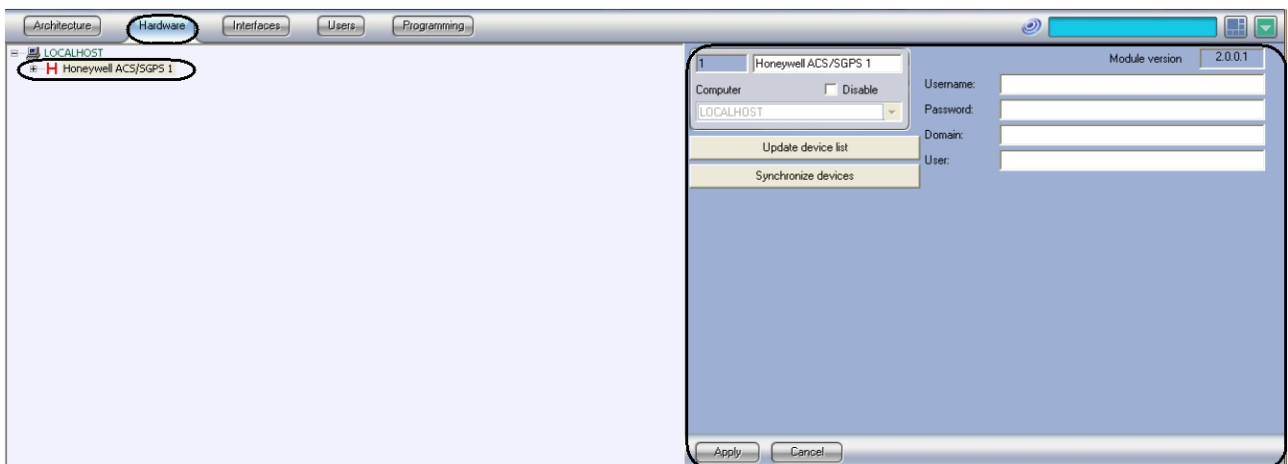 Architecture Hardware Interfaces Users Programming
LOCALHOST
Honeywell ACS/SGPS 1
1 Honeywell ACS/SGPS 1
Computer Disable
LOCALHOST
Update device list
Synchronize devices
Module version 2.0.0.1
Username:
Password:
Domain:
User:
Apply Cancel